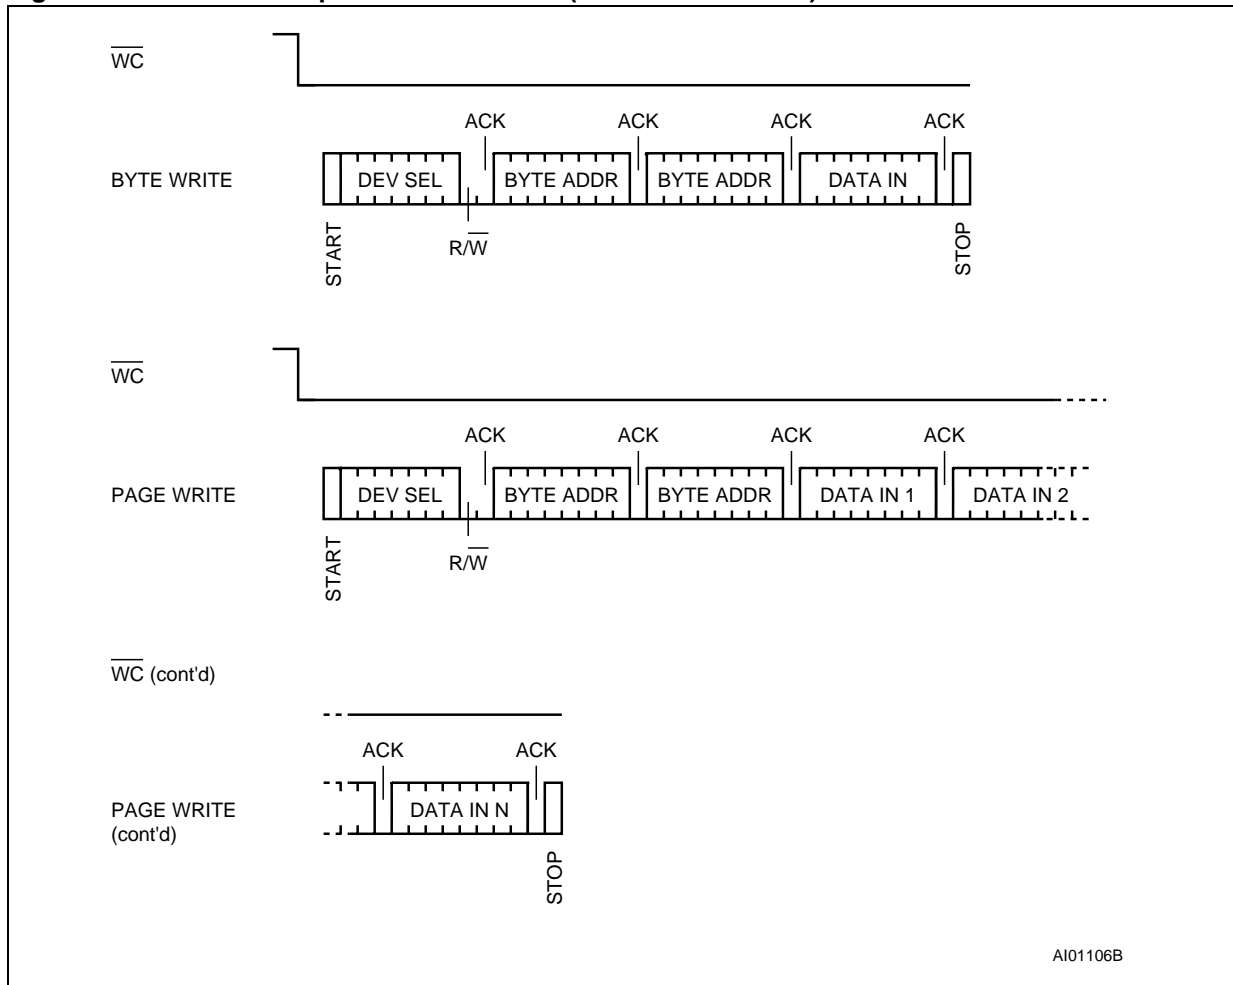 WC
ACK ACK ACK ACK
BYTE WRITE DEV SEL BYTE ADDR BYTE ADDR DATA IN
R/W
START
STOP
WC
ACK ACK ACK ACK
PAGE WRITE DEV SEL BYTE ADDR BYTE ADDR DATA IN 1 DATA IN 2
R/W
START
WC (cont'd)
ACK ACK
PAGE WRITE DATA IN N
(cont'd)
STOP
AI01106B